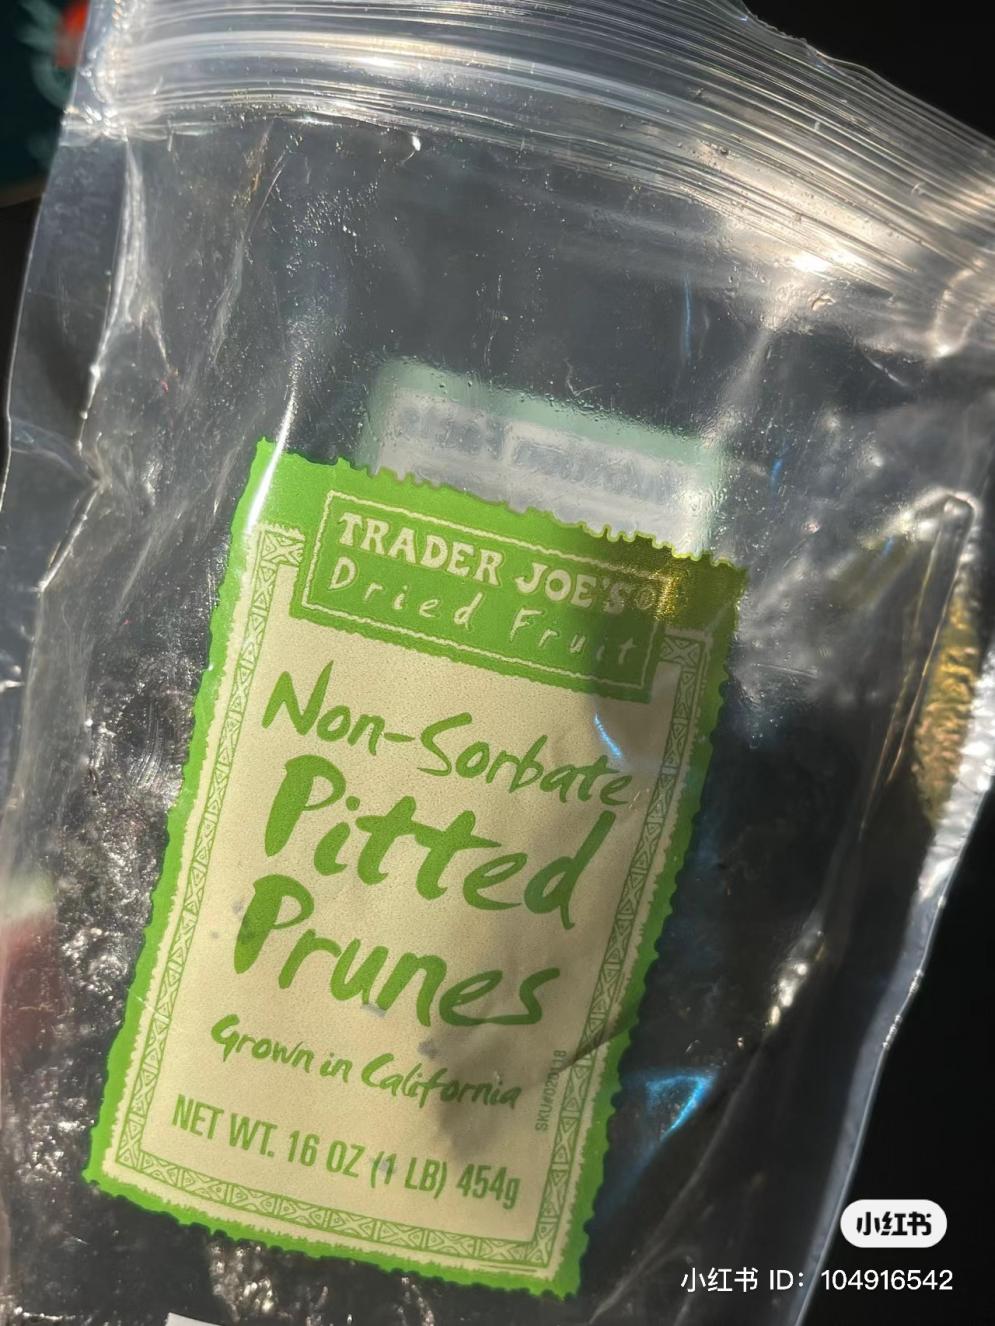 TRADER JOE'S®
Dried Fruit
Non-Sorbate
Pitted
Prunes
Grown in California
NET WT. 16 OZ (1 LB) 454g
小红书
小红书 ID: 104916542